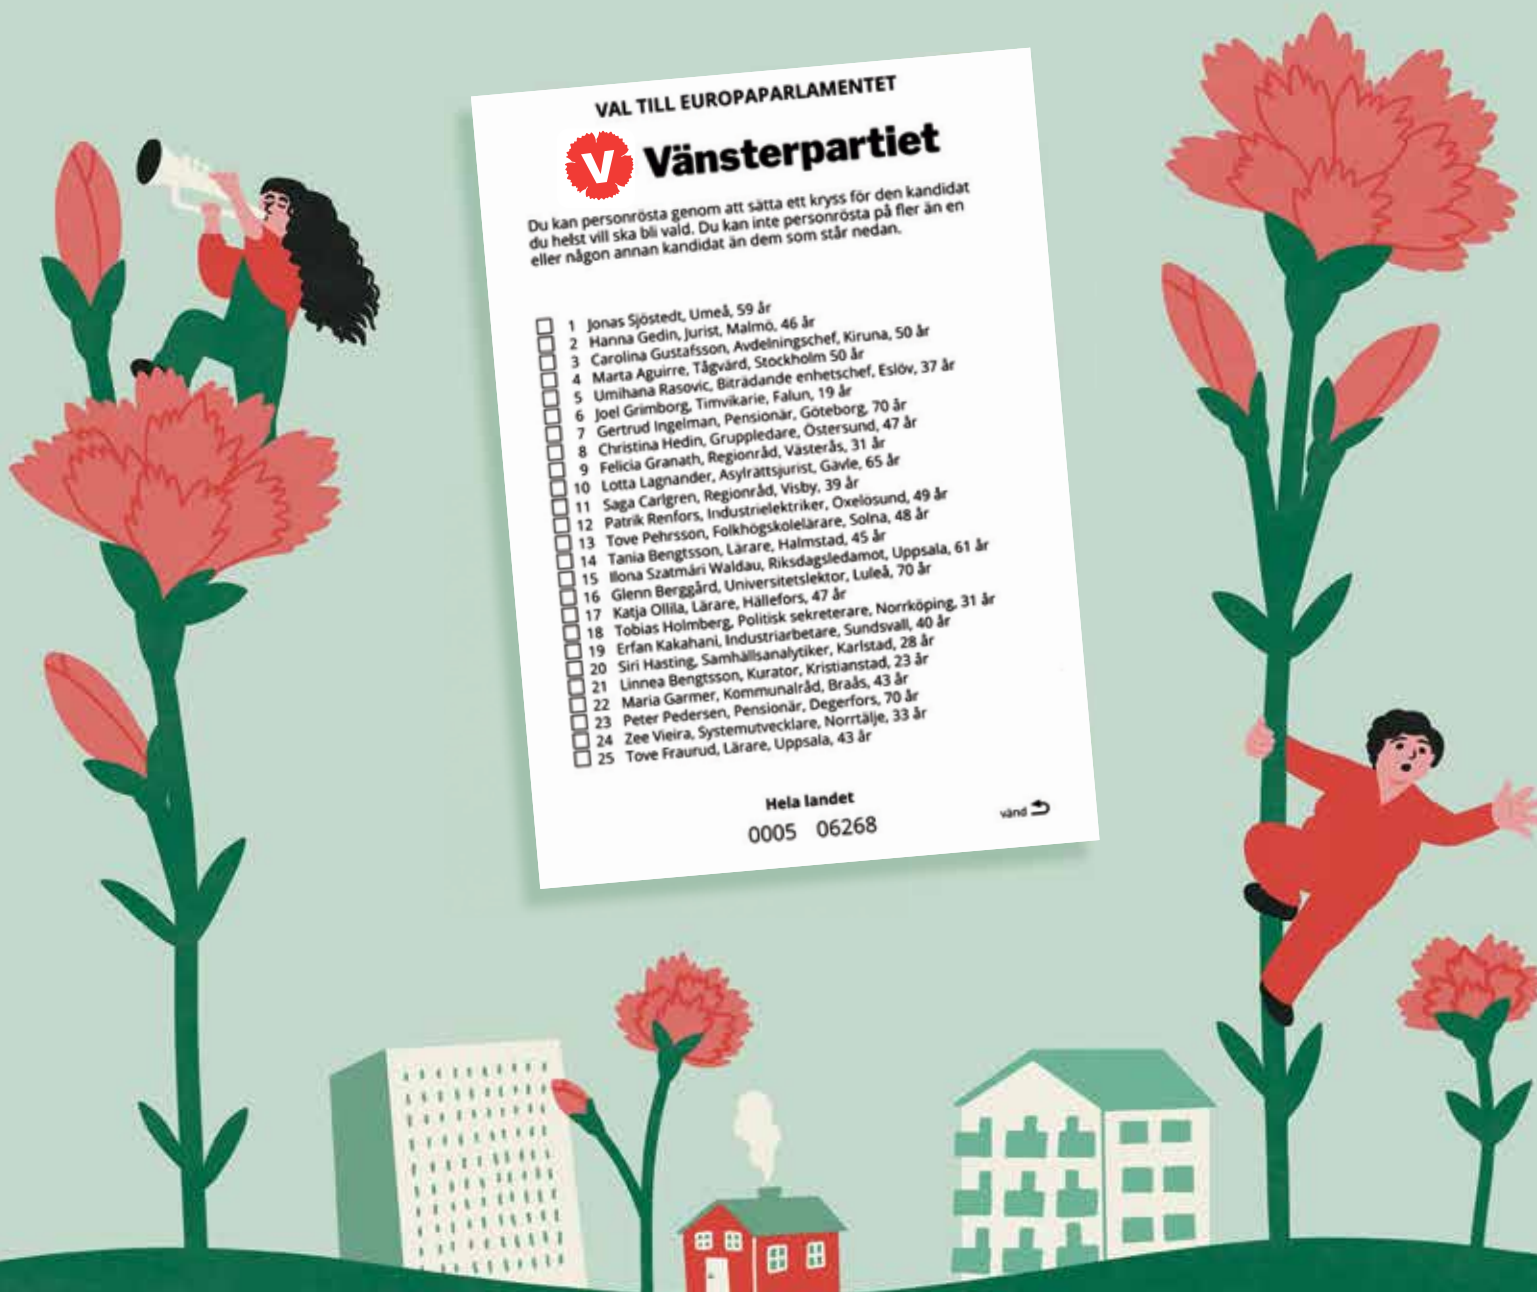 VAL TILL EUROPAPARLAMENTET
V Vänsterpartiet
Du kan personrösta genom att sätta ett kryss för den kandidat
du helst vill ska bli vald. Du kan inte personrösta på fler än en
eller någon annan kandidat än dem som står nedan.
1 Jonas Sjöstedt, Umeå, 59 år
2 Hanna Gedin, Jurist, Malmö, 46 år
3 Carolina Gustafsson, Avdelningschef, Kiruna, 50 år
4 Marta Aguirre, Tågvärd, Stockholm 50 år
5 Umihana Rasovic, Biträdande enhetschef, Eslöv, 37 år
6 Joel Grimborg, Timvikarie, Falun, 19 år
7 Gertrud Ingelman, Pensionär, Göteborg, 70 år
8 Christina Hedin, Gruppledare, Östersund, 47 år
9 Felicia Granath, Regionråd, Västerås, 31 år
10 Lotta Lagnander, Asylrättsjurist, Gävle, 65 år
11 Saga Carlgren, Regionråd, Visby, 39 år
12 Patrik Renfors, Industrielektriker, Oxelösund, 49 år
13 Tove Pehrsson, Folkhögskolelärare, Solna, 48 år
14 Tania Bengtsson, Lärare, Halmstad, 45 år
15 Ilona Szatmári Waldau, Riksdagsledamot, Uppsala, 61 år
16 Glenn Berggård, Universitetslektor, Luleå, 70 år
17 Katja Ollila, Lärare, Hällefors, 47 år
18 Tobias Holmberg, Politisk sekreterare, Norrköping, 31 år
19 Erfan Kakahani, Industriarbetare, Sundsvall, 40 år
20 Siri Hasting, Samhällsanalytiker, Karlstad, 28 år
21 Linnea Bengtsson, Kurator, Kristianstad, 23 år
22 Maria Garmer, Kommunalråd, Braås, 43 år
23 Peter Pedersen, Pensionär, Degerfors, 70 år
24 Zee Vieira, Systemutvecklare, Norrtälje, 33 år
25 Tove Fraurud, Lärare, Uppsala, 43 år
Hela landet
0005 06268
vänd